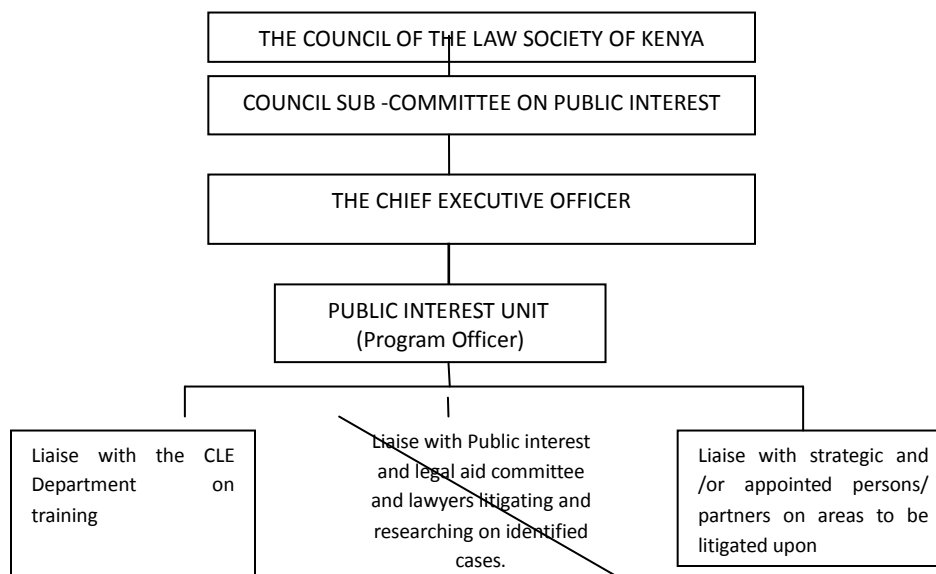 THE COUNCIL OF THE LAW SOCIETY OF KENYA
COUNCIL SUB -COMMITTEE ON PUBLIC INTEREST
THE CHIEF EXECUTIVE OFFICER
PUBLIC INTEREST UNIT
(Program Officer)
Liaise with the CLE
Department on
training
Liaise with Public interest
and legal aid committee
and lawyers litigating and
researching on identified
cases.
Liaise with strategic and
/or appointed persons/
partners on areas to be
litigated upon